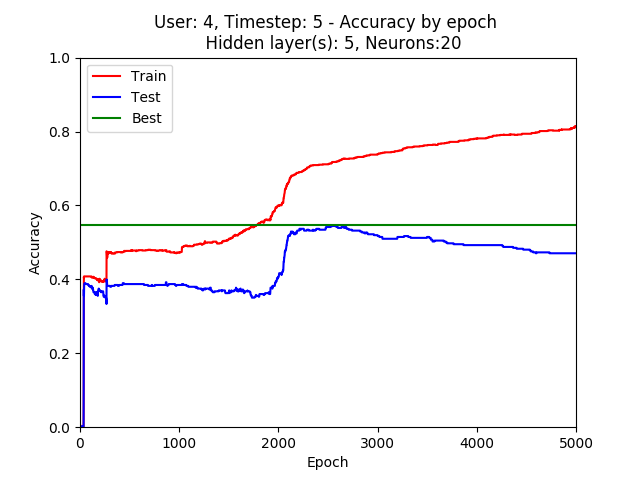 User: 4, Timestep: 5 - Accuracy by epoch
Hidden layer(s): 5, Neurons:20
Train
Test
Best
1.0
0.8
0.6
0.4
0.2
0.0
Accuracy
0
1000
2000
3000
4000
5000
Epoch